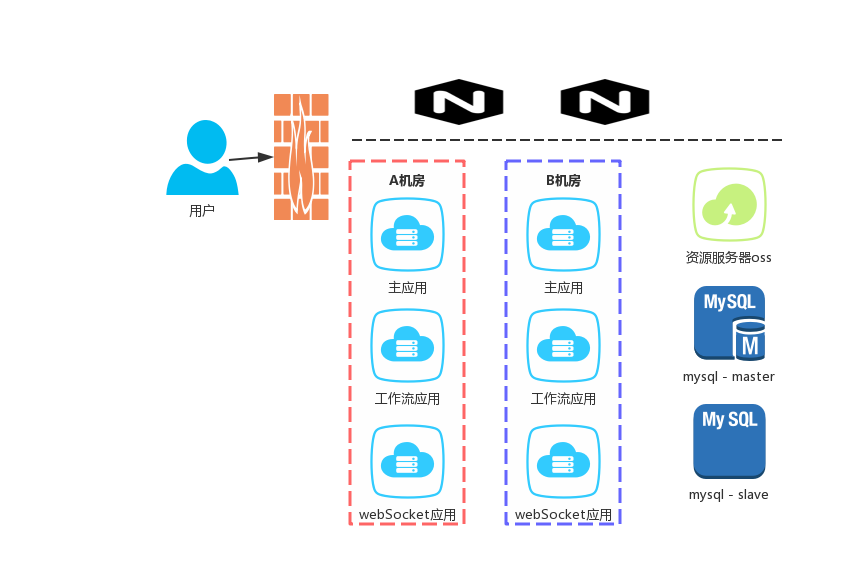 用户
A机房
主应用
工作流应用
webSocket应用
B机房
主应用
工作流应用
webSocket应用
资源服务器oss
MySQL
M
mysql - master
My SQL
mysql - slave